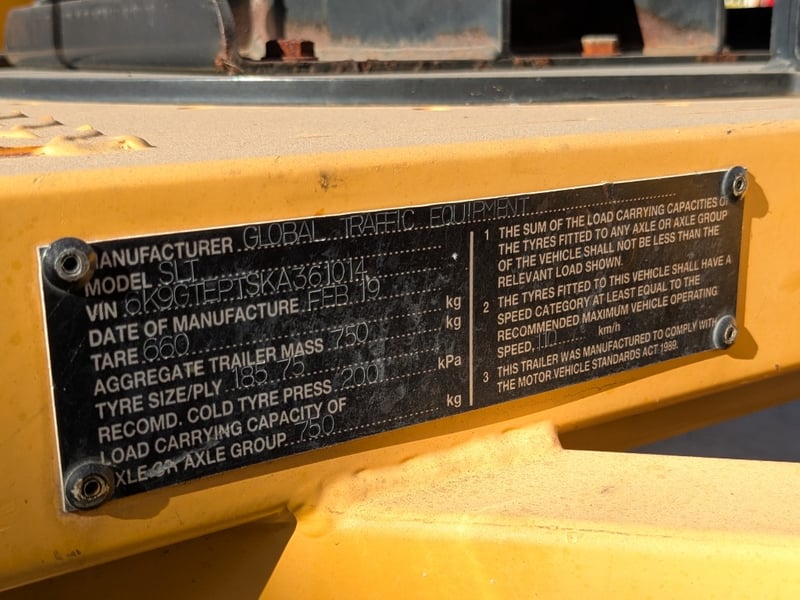 MANUFACTURER GLOBAL TRAFFIC EQUIPMENT
MODEL SLT
VIN 6K9GTEPTSKA361014
DATE OF MANUFACTURE FEB 19
TARE 660 kg
AGGREGATE TRAILER MASS 750 kg
TYRE SIZE/PLY 185 75
RECOMD. COLD TYRE PRESS 200 kPa
LOAD CARRYING CAPACITY OF
AXLE OR AXLE GROUP 750 kg
1 THE SUM OF THE LOAD CARRYING CAPACITIES OF
THE TYRES FITTED TO ANY AXLE OR AXLE GROUP
OF THE VEHICLE SHALL NOT BE LESS THAN THE
RELEVANT LOAD SHOWN.
2 THE TYRES FITTED TO THIS VEHICLE SHALL HAVE A
SPEED CATEGORY AT LEAST EQUAL TO THE
RECOMMENDED MAXIMUM VEHICLE OPERATING
SPEED, 110 km/h
3 THIS TRAILER WAS MANUFACTURED TO COMPLY WITH
THE MOTOR VEHICLE STANDARDS ACT 1989.